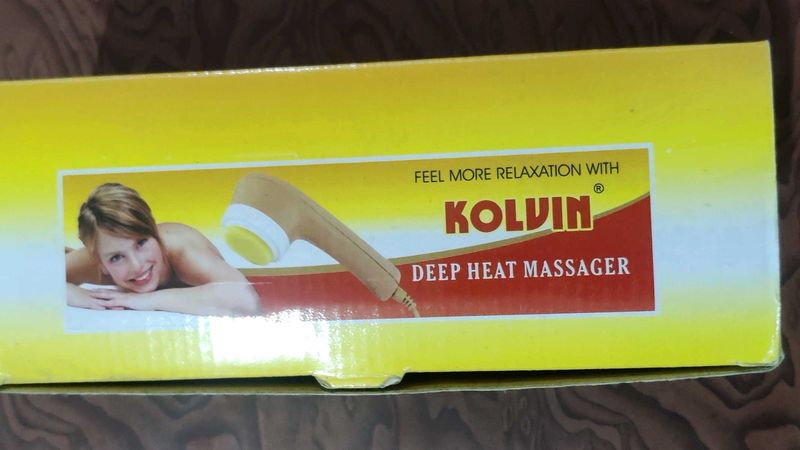 FEEL MORE RELAXATION WITH
KOLVIN®
DEEP HEAT MASSAGER